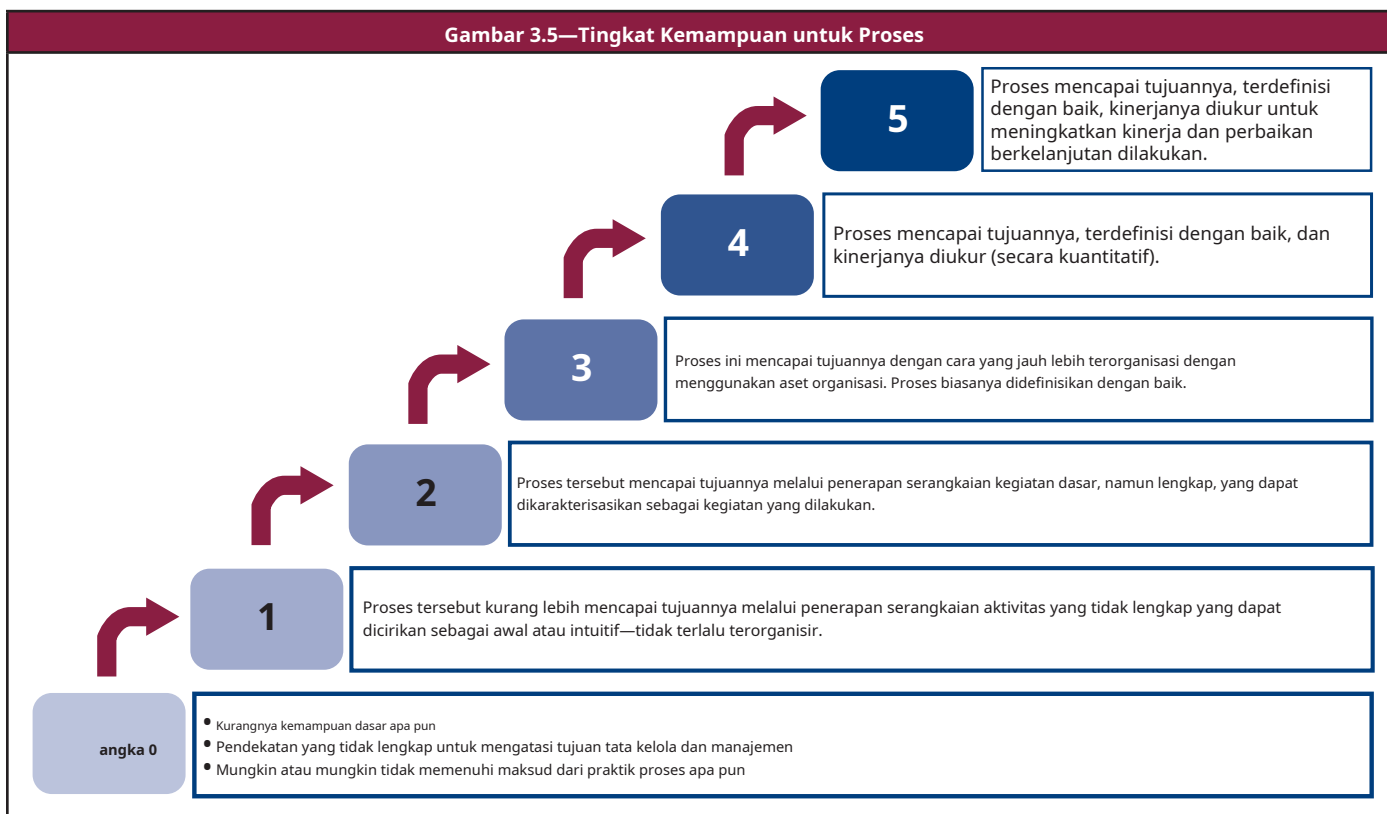 Gambar 3.5—Tingkat Kemampuan untuk Proses
5
Proses mencapai tujuannya, terdefinisi
dengan baik, kinerjanya diukur untuk
meningkatkan kinerja dan perbaikan
berkelanjutan dilakukan.
4
Proses mencapai tujuannya, terdefinisi dengan baik, dan
kinerjanya diukur (secara kuantitatif).
3
Proses ini mencapai tujuannya dengan cara yang jauh lebih terorganisasi dengan
menggunakan aset organisasi. Proses biasanya didefinisikan dengan baik.
2
Proses tersebut mencapai tujuannya melalui penerapan serangkaian kegiatan dasar, namun lengkap, yang dapat
dikarakterisasikan sebagai kegiatan yang dilakukan.
1
Proses tersebut kurang lebih mencapai tujuannya melalui penerapan serangkaian aktivitas yang tidak lengkap yang dapat
dicirikan sebagai awal atau intuitif—tidak terlalu terorganisir.
angka 0
• Kurangnya kemampuan dasar apa pun
• Pendekatan yang tidak lengkap untuk mengatasi tujuan tata kelola dan manajemen
• Mungkin atau mungkin tidak memenuhi maksud dari praktik proses apa pun